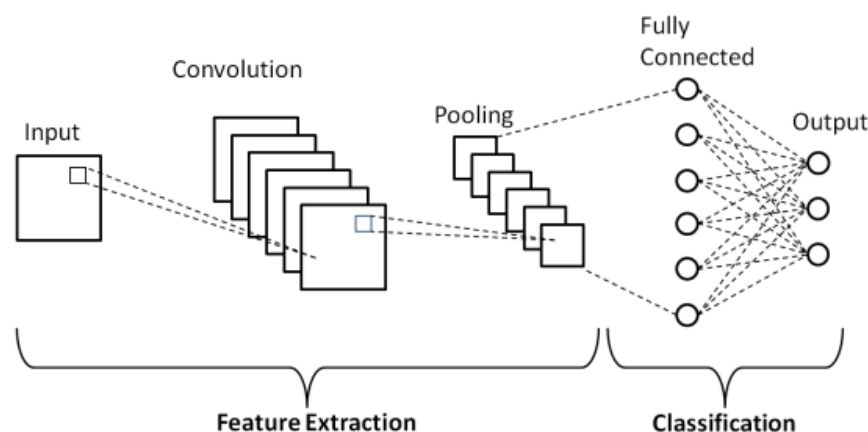 Input
Convolution
Pooling
Fully
Connected
Output
Feature Extraction
Classification